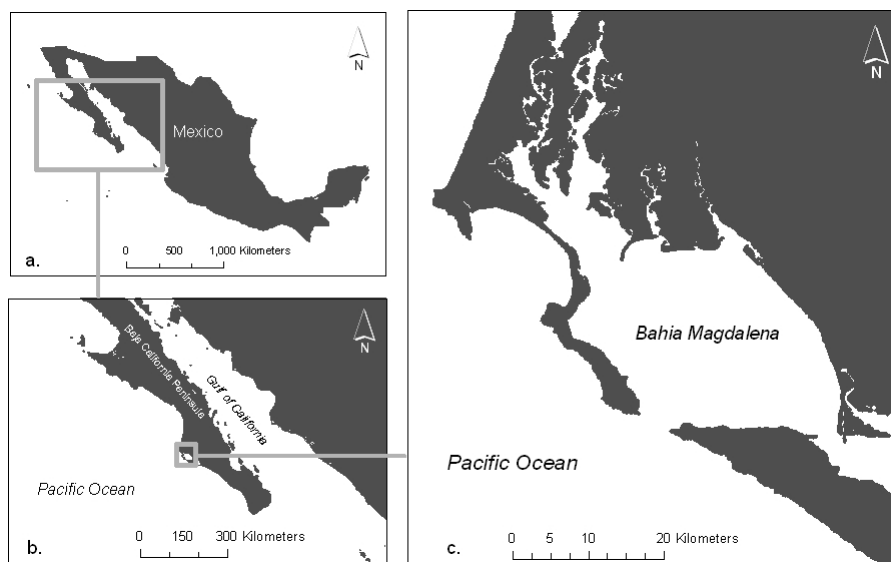 N
Mexico
0 500 1,000 Kilometers
a.
N
Baja California Peninsula
Gulf of California
Pacific Ocean
0 150 300 Kilometers
b.
N
Bahia Magdalena
Pacific Ocean
0 5 10 20 Kilometers
c.